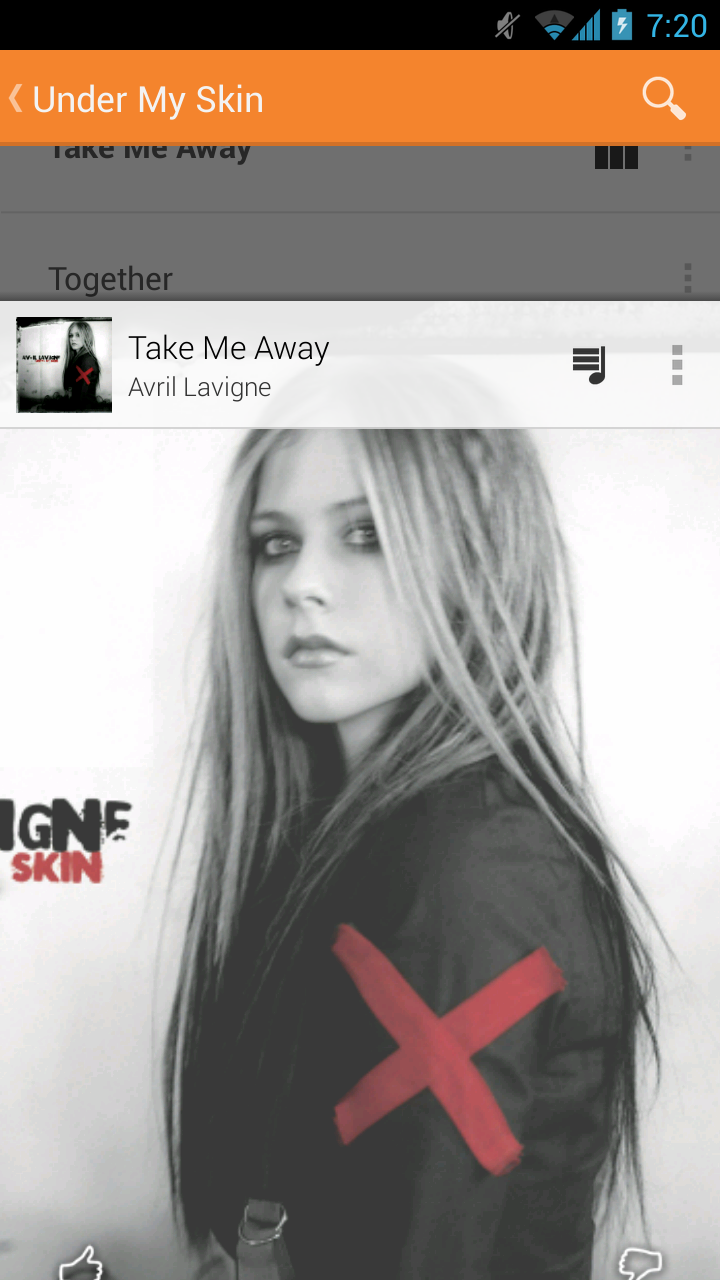 7:20
Under My Skin
Take Me Away
Together
Take Me Away
Avril Lavigne
IGNE
SKIN